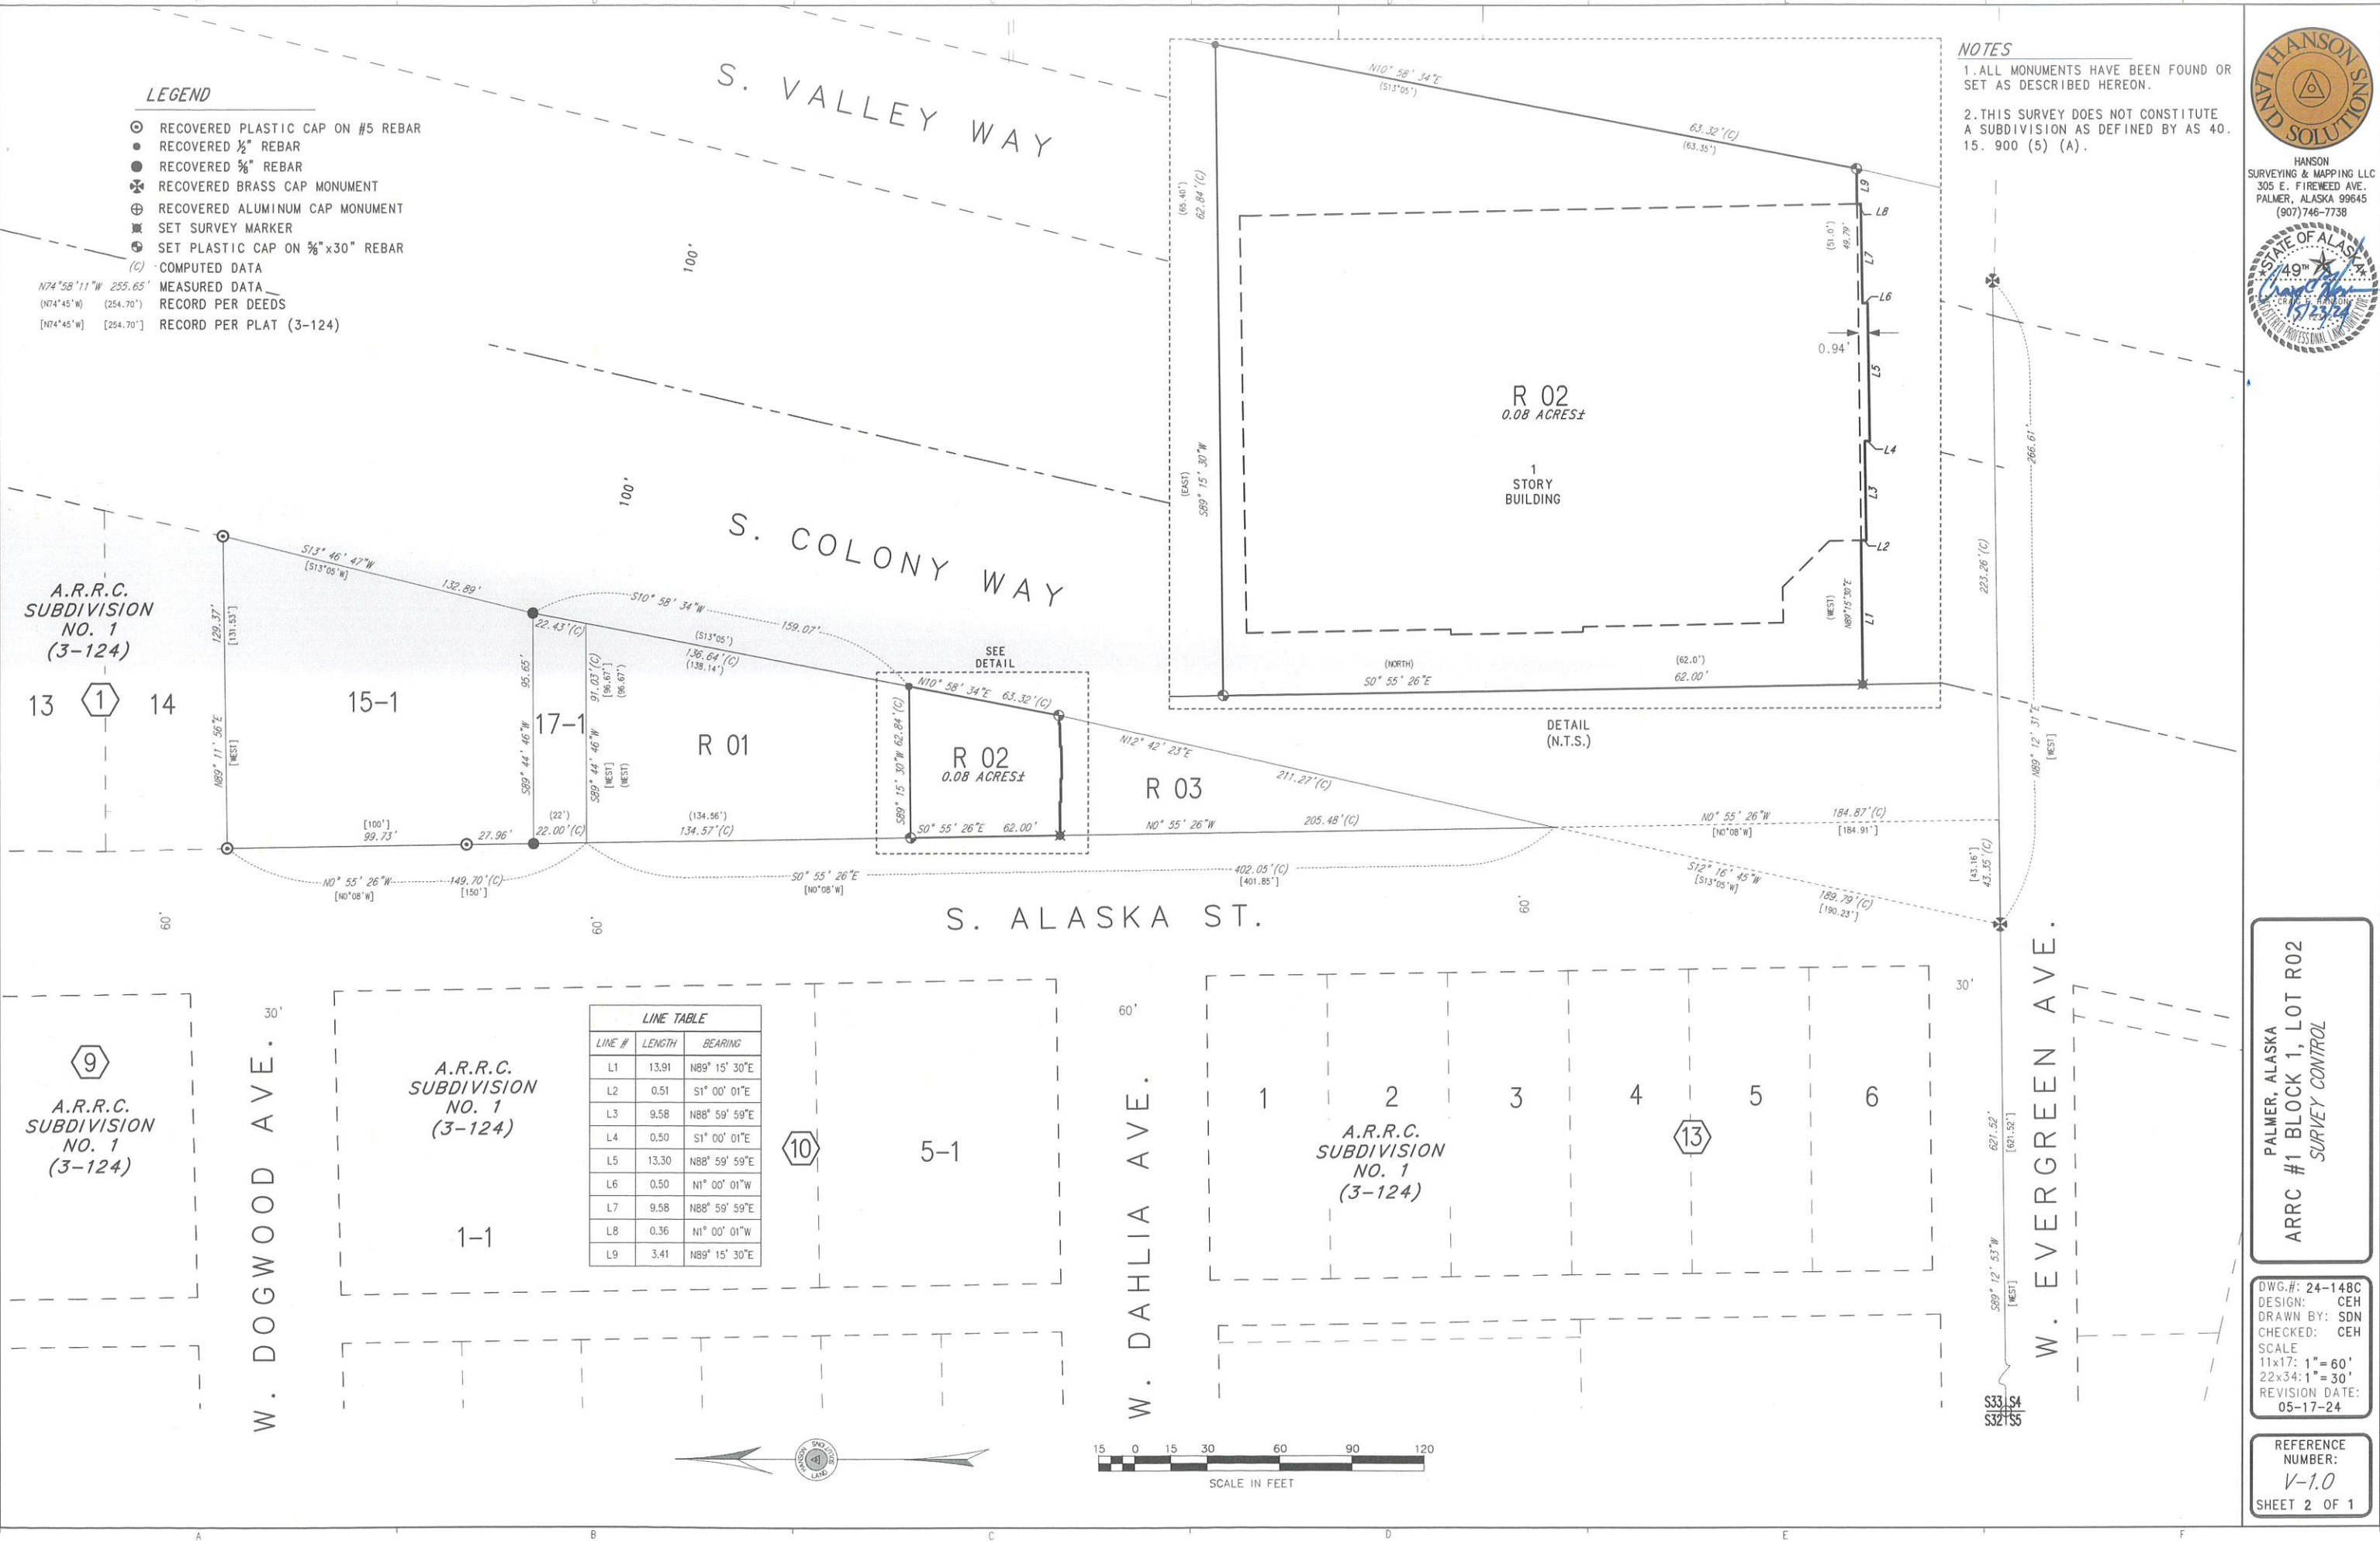 LEGEND
RECOVERED PLASTIC CAP ON #5 REBAR
RECOVERED ½" REBAR
RECOVERED ⅝" REBAR
RECOVERED BRASS CAP MONUMENT
RECOVERED ALUMINUM CAP MONUMENT
SET SURVEY MARKER
SET PLASTIC CAP ON ⅝"x30" REBAR
(C) COMPUTED DATA
N74°58'11"W 255.65' MEASURED DATA
(N74°45'W) (254.70') RECORD PER DEEDS
[N74°45'W] [254.70'] RECORD PER PLAT (3-124)
S. VALLEY WAY
100'
100'
S. COLONY WAY
N10° 58' 34"E
(S13°05')
63.32'(C)
(63.35')
(65.40')
62.84'(C)
(EAST)
S89° 15' 30"W
L9
L8
(51.0')
49.79'
L7
L6
0.94'
L5
L4
L3
L2
(WEST)
N89°15'30"E
L1
R 02
0.08 ACRES±
1
STORY
BUILDING
(NORTH)
S0° 55' 26"E
(62.0')
62.00'
DETAIL
(N.T.S.)
NOTES
1.ALL MONUMENTS HAVE BEEN FOUND OR
SET AS DESCRIBED HEREON.
2.THIS SURVEY DOES NOT CONSTITUTE
A SUBDIVISION AS DEFINED BY AS 40.
15. 900 (5) (A).
A.R.R.C.
SUBDIVISION
NO. 1
(3-124)
13
1
14
S13° 46' 47"W
[S13°05'W]
132.89'
129.37'
[131.53']
N89° 11' 56"E
[WEST]
15-1
[100']
99.73'
27.96'
N0° 55' 26"W
[N0°08'W]
149.70'(C)
[150']
22.43'(C)
95.65'
S89° 44' 46"W
17-1
(22')
22.00'(C)
91.03'(C)
[96.67']
(96.67')
S89° 44' 46"W
[WEST]
(WEST)
S10° 58' 34"W
159.07'
(S13°05')
136.64'(C)
(138.14')
R 01
(134.56')
134.57'(C)
SEE
DETAIL
N10° 58' 34"E 63.32'(C)
S89° 15' 30"W 62.84'(C)
R 02
0.08 ACRES±
S0° 55' 26"E 62.00'
N12° 42' 23"E
211.27'(C)
R 03
N0° 55' 26"W
205.48'(C)
S0° 55' 26"E
[N0°08'W]
402.05'(C)
[401.85']
N0° 55' 26"W
[N0°08'W]
184.87'(C)
[184.91']
S12° 16' 45"W
[S13°05'W]
189.79'(C)
[190.23']
223.26'(C)
266.61'
N89° 12' 31"E
[WEST]
[43.16']
43.35'(C)
60'
60'
S. ALASKA ST.
60'
30'
W. DOGWOOD AVE.
60'
W. DAHLIA AVE.
30'
W. EVERGREEN AVE.
9
A.R.R.C.
SUBDIVISION
NO. 1
(3-124)
A.R.R.C.
SUBDIVISION
NO. 1
(3-124)
1-1
10
5-1
LINE TABLE
LINE # LENGTH BEARING
L1 13.91 N89° 15' 30"E
L2 0.51 S1° 00' 01"E
L3 9.58 N88° 59' 59"E
L4 0.50 S1° 00' 01"E
L5 13.30 N88° 59' 59"E
L6 0.50 N1° 00' 01"W
L7 9.58 N88° 59' 59"E
L8 0.36 N1° 00' 01"W
L9 3.41 N89° 15' 30"E
1
2
3
4
5
6
13
A.R.R.C.
SUBDIVISION
NO. 1
(3-124)
621.52'
[621.52']
S89° 12' 53"W
[WEST]
S33 S4
S32 S5
HANSON LAND SOLUTIONS
15 0 15 30 60 90 120
SCALE IN FEET
HANSON
LAND SOLUTIONS
HANSON
SURVEYING & MAPPING LLC
305 E. FIREWEED AVE.
PALMER, ALASKA 99645
(907)746-7738
STATE OF ALASKA
49TH
CRAIG E. HANSON
REGISTERED PROFESSIONAL LAND SURVEYOR
PALMER, ALASKA
ARRC #1 BLOCK 1, LOT R02
SURVEY CONTROL
DWG.#: 24-148C
DESIGN: CEH
DRAWN BY: SDN
CHECKED: CEH
SCALE
11x17: 1"=60'
22x34: 1"=30'
REVISION DATE:
05-17-24
REFERENCE
NUMBER:
V-1.0
SHEET 2 OF 1
A
B
C
D
E
F